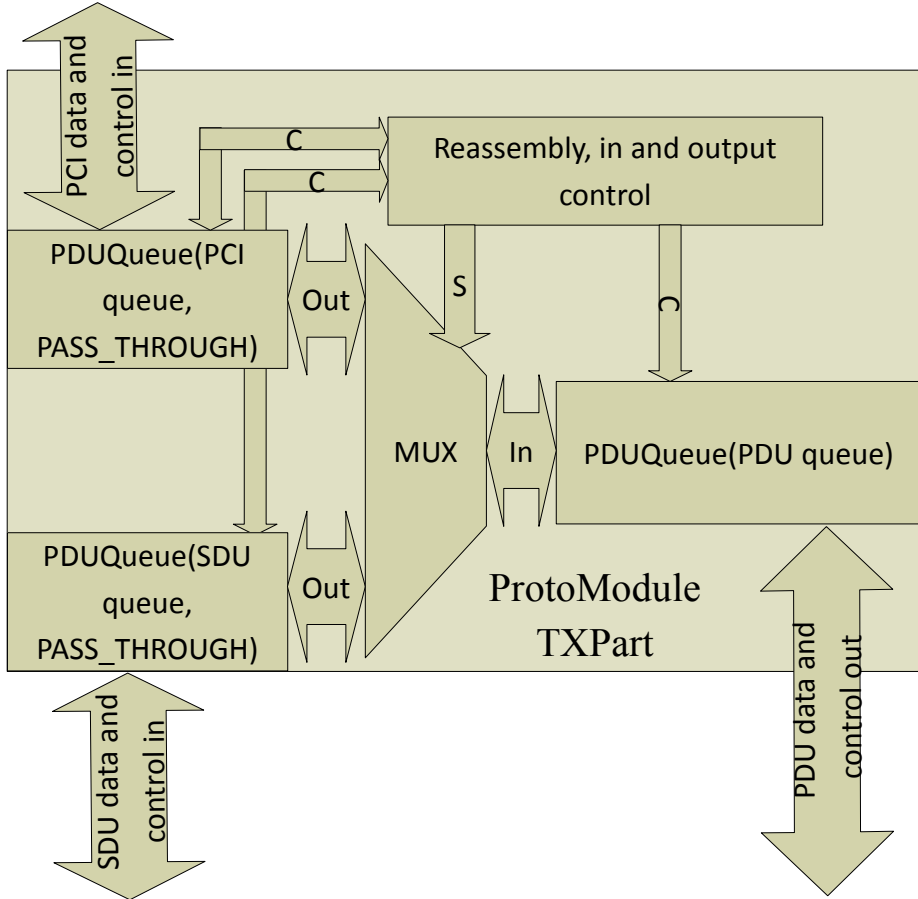 PCI data and
control in
C
C
Reassembly, in and output
control
PDUQueue(PCI
queue,
PASS_THROUGH)
Out
S
C
MUX
In
PDUQueue(PDU queue)
PDUQueue(SDU
queue,
PASS_THROUGH)
Out
ProtoModule
TXPart
SDU data and
control in
PDU data and
control out